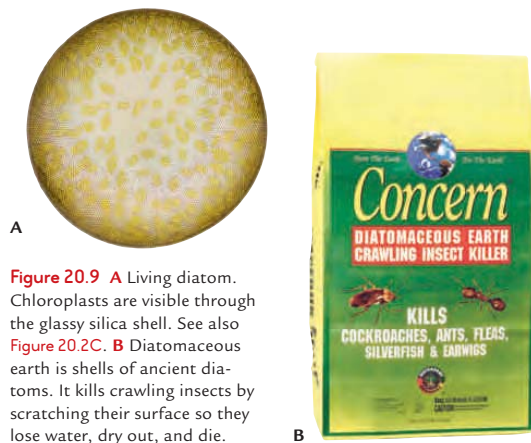 A
Figure 20.9 A Living diatom.
Chloroplasts are visible through
the glassy silica shell. See also
Figure 20.2C. B Diatomaceous
earth is shells of ancient dia-
toms. It kills crawling insects by
scratching their surface so they
lose water, dry out, and die.
Concern
DIATOMACEOUS EARTH
CRAWLING INSECT KILLER
KILLS
COCKROACHES, ANTS, FLEAS,
SILVERFISH & EARWIGS
B